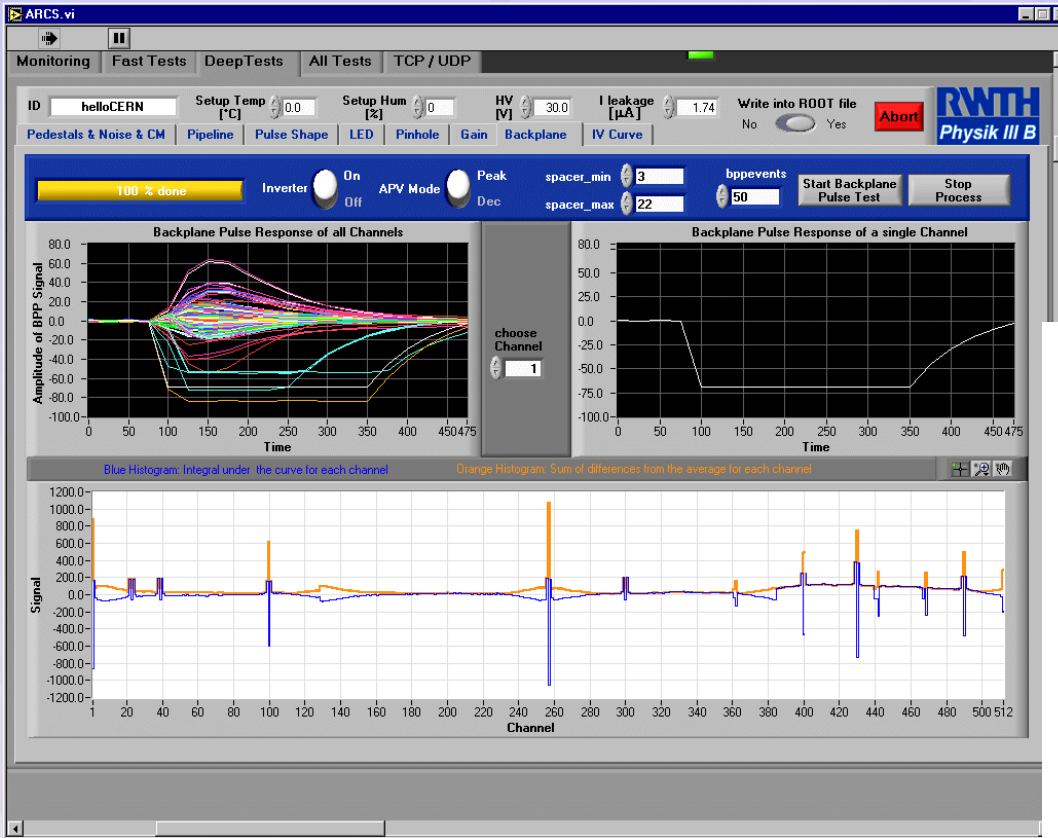 ARCS.vi
Monitoring Fast Tests DeepTests All Tests TCP / UDP
ID helloCERN Setup Temp [°C] 0.0 Setup Hum [%] 0 HV [V] 30.0 I leakage [µA] 1.74 Write into ROOT file No Yes Abort RWTH Physik III B
Pedestals & Noise & CM Pipeline Pulse Shape LED Pinhole Gain Backplane IV Curve
100 % done Inverter On Off APV Mode Peak Dec spacer_min 3 spacer_max 22 bppevents 50 Start Backplane Pulse Test Stop Process
Backplane Pulse Response of all Channels
80.0
60.0
40.0
20.0
0.0
-20.0
-40.0
-60.0
-80.0
-100.0
Amplitude of BPP Signal
0 50 100 150 200 250 300 350 400 450 475
Time
choose
Channel
1
Backplane Pulse Response of a single Channel
80.0
50.0
25.0
0.0
-25.0
-50.0
-75.0
-100.0
0 50 100 150 200 250 300 350 400 450 475
Time
Blue Histogram: Integral under the curve for each channel Orange Histogram: Sum of differences from the average for each channel
1200.0
1000.0
800.0
600.0
400.0
200.0
0.0
-200.0
-400.0
-600.0
-800.0
-1000.0
-1200.0
Signal
1 20 40 60 80 100 120 140 160 180 200 220 240 260 280 300 320 340 360 380 400 420 440 460 480 500 512
Channel